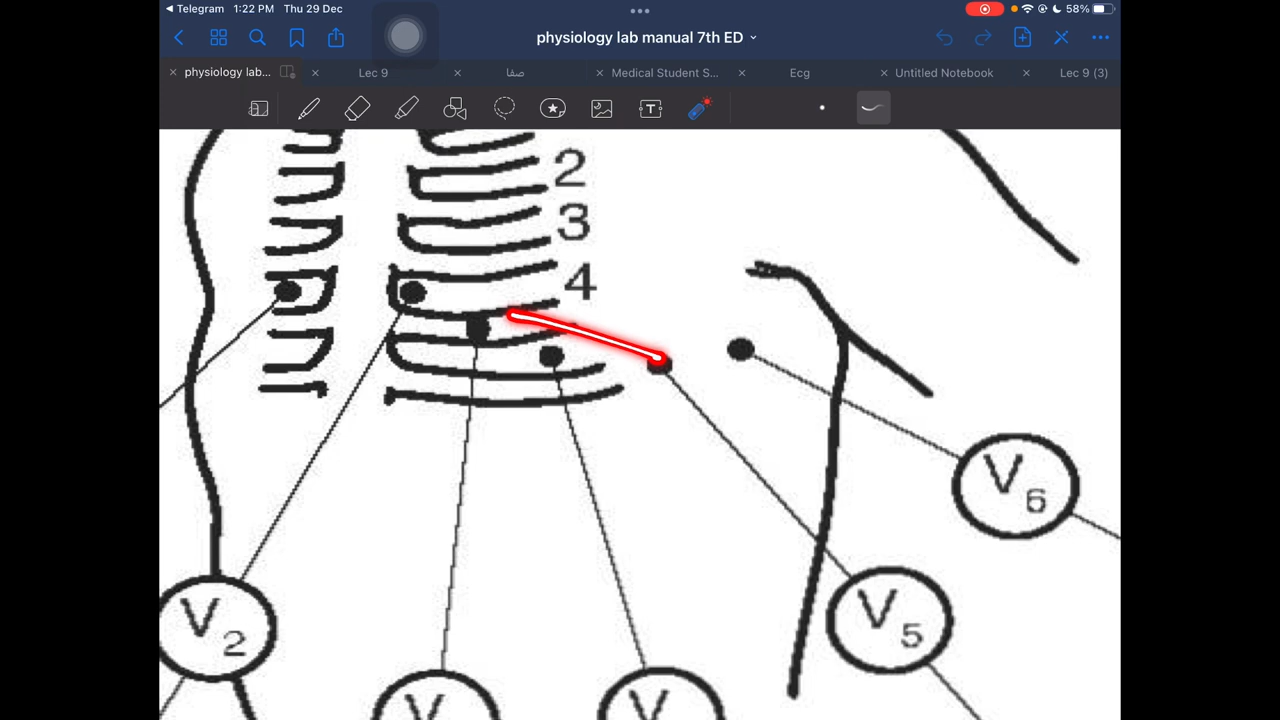 Telegram 1:22 PM Thu 29 Dec 58%
physiology lab manual 7th ED
physiology lab... Lec 9 صفا Medical Student S... Ecg Untitled Notebook Lec 9 (3)
2
3
4
V6
V5
V2
V V